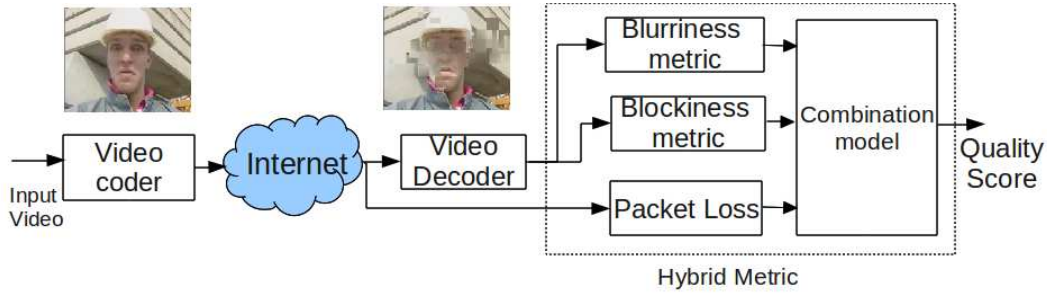 Input
Video
Video
coder
Internet
Video
Decoder
Blurriness
metric
Blockiness
metric
Packet Loss
Combination
model
Quality
Score
Hybrid Metric